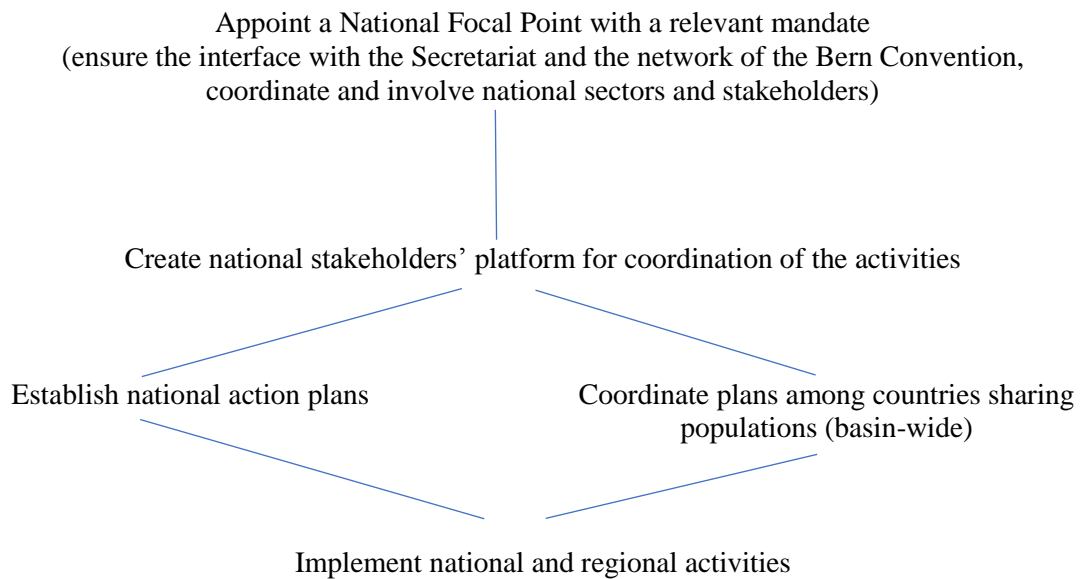 Appoint a National Focal Point with a relevant mandate
(ensure the interface with the Secretariat and the network of the Bern Convention,
coordinate and involve national sectors and stakeholders)
Create national stakeholders’ platform for coordination of the activities
Establish national action plans
Coordinate plans among countries sharing
populations (basin-wide)
Implement national and regional activities